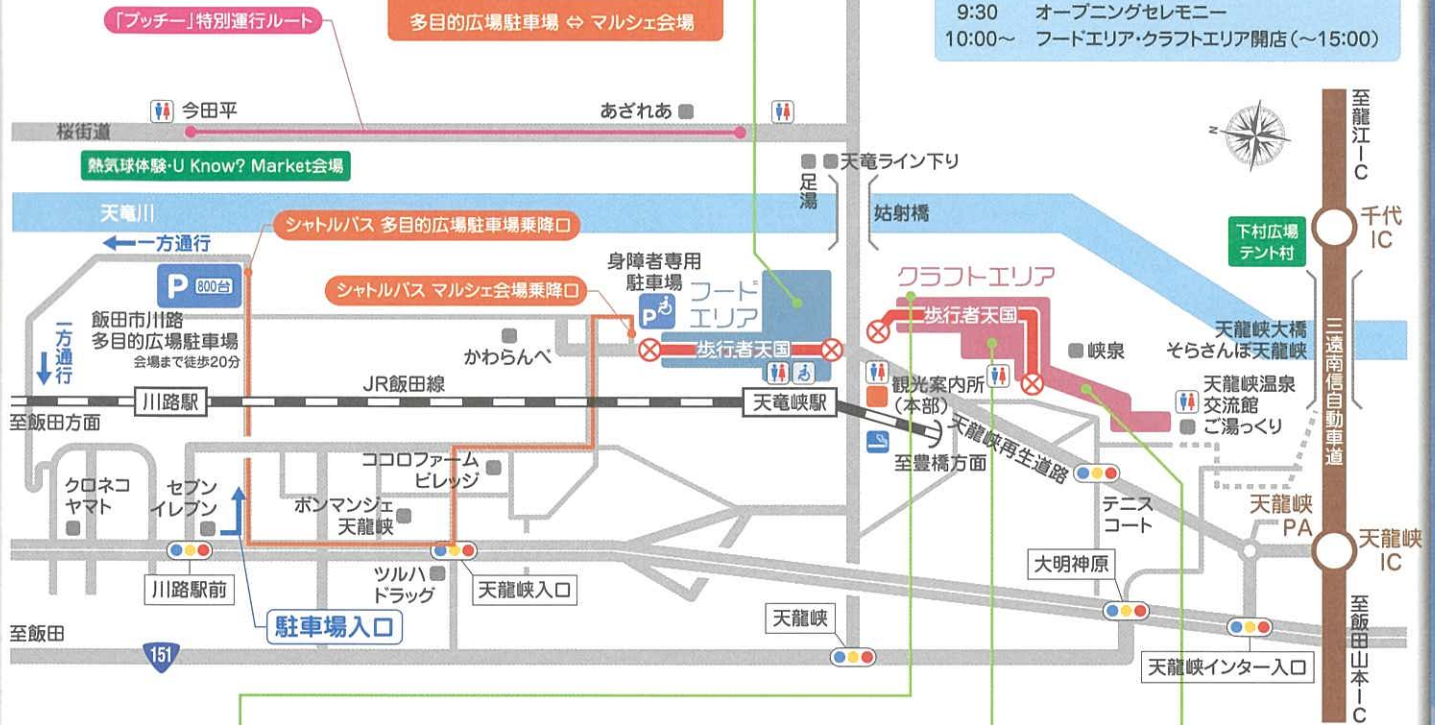 「プッチー」特別運行ルート
多目的広場駐車場 ⇔ マルシェ会場
9:30 オープニングセレモニー
10:00〜 フードエリア・クラフトエリア開店(〜15:00)
今田平
あざれあ
桜街道
熱気球体験・U Know? Market会場
天竜ライン下り
足湯
N
至龍江IC
天竜川
シャトルバス 多目的広場駐車場乗降口
姑射橋
千代
IC
下村広場
テント村
一方通行
P 800台
シャトルバス マルシェ会場乗降口
身障者専用
駐車場
P
フード
エリア
クラフトエリア
歩行者天国
一方通行
飯田市川路
多目的広場駐車場
会場まで徒歩20分
かわらんべ
歩行者天国
峡泉
天龍峡大橋
そらさんぽ天龍峡
三遠南信自動車道
JR飯田線
川路駅
天竜峡駅
観光案内所
(本部)
天龍峡温泉
交流館
ご湯っくり
至飯田方面
至豊橋方面
天龍峡再生道路
クロネコ
ヤマト
セブン
イレブン
ココロファーム
ビレッジ
ボンマンジェ
天龍峡
テニス
コート
天龍峡
PA
天龍峡
IC
川路駅前
ツルハ
ドラッグ
天龍峡入口
大明神原
駐車場入口
天龍峡
至飯田
151
天龍峡インター入口
至飯田山本IC